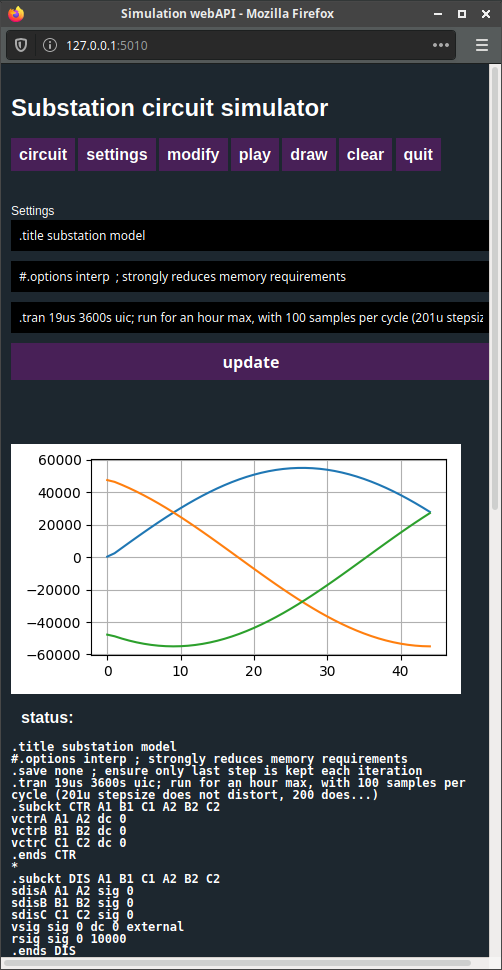 Simulation webAPI - Mozilla Firefox
127.0.0.1:5010
Substation circuit simulator
circuit settings modify play draw clear quit
Settings
.title substation model
#.options interp ; strongly reduces memory requirements
.tran 19us 3600s uic; run for an hour max, with 100 samples per cycle (201u stepsiz
update
60000
40000
20000
0
−20000
−40000
−60000
0 10 20 30 40
status:
.title substation model
#.options interp ; strongly reduces memory requirements
.save none ; ensure only last step is kept each iteration
.tran 19us 3600s uic; run for an hour max, with 100 samples per
cycle (201u stepsize does not distort, 200 does...)
.subckt CTR A1 B1 C1 A2 B2 C2
vctrA A1 A2 dc 0
vctrB B1 B2 dc 0
vctrC C1 C2 dc 0
.ends CTR
*
.subckt DIS A1 B1 C1 A2 B2 C2
sdisA A1 A2 sig 0
sdisB B1 B2 sig 0
sdisC C1 C2 sig 0
vsig sig 0 dc 0 external
rsig sig 0 10000
.ends DIS